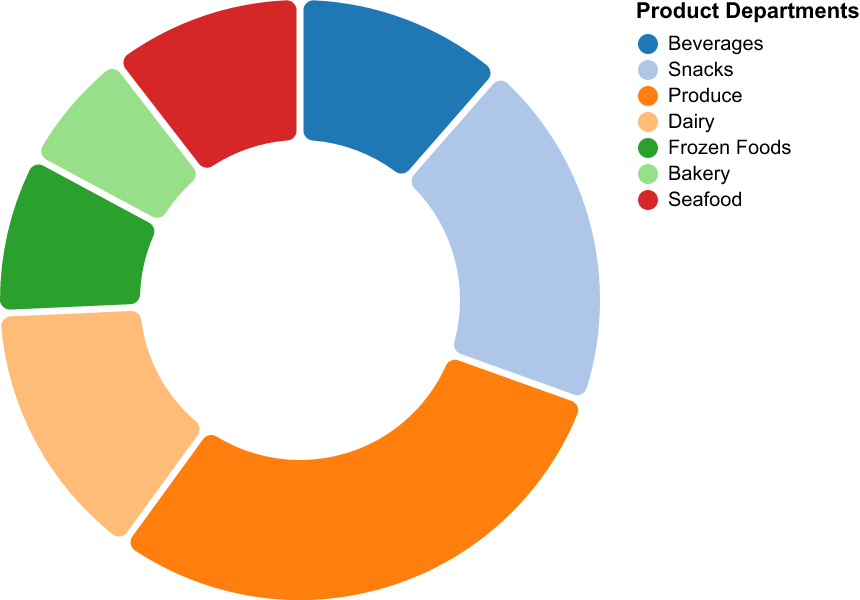 Product Departments
Beverages
Snacks
Produce
Dairy
Frozen Foods
Bakery
Seafood